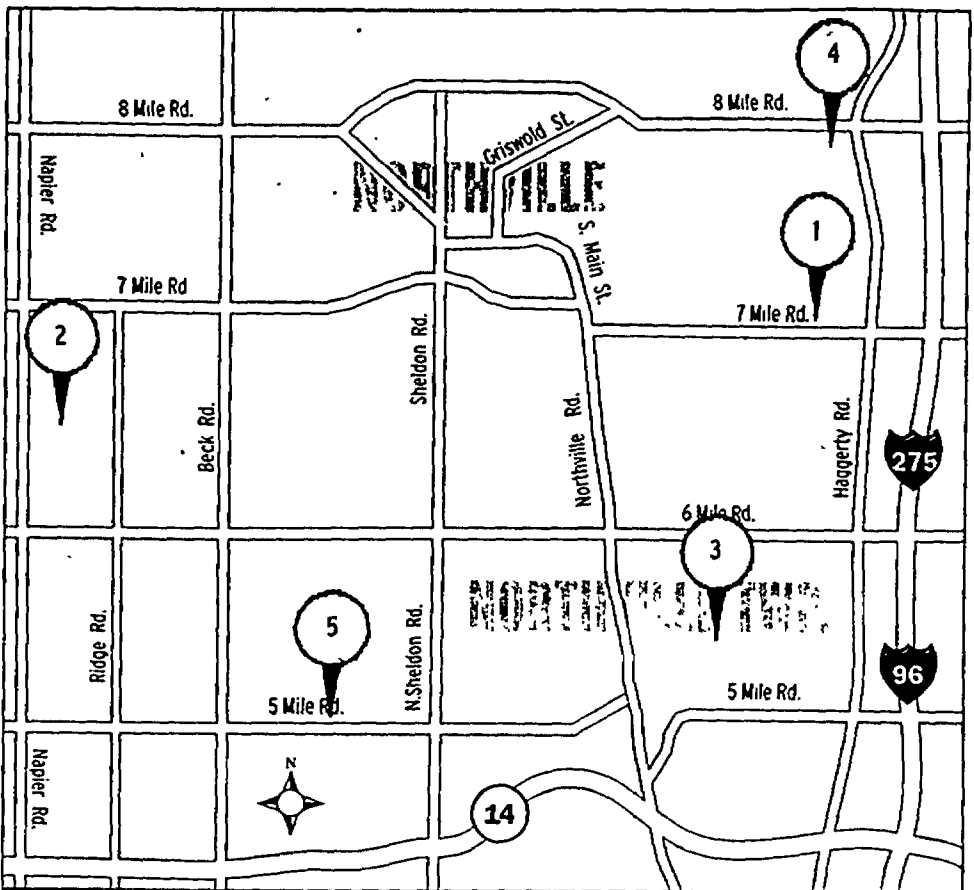 4
8 Mile Rd.
8 Mile Rd.
Griswold St.
NORTHVILLE
Napier Rd.
1
S. Main St.
7 Mile Rd
7 Mile Rd.
2
Sheldon Rd.
Beck Rd.
Northville Rd.
Haggerty Rd.
275
6 Mile Rd.
3
5
Ridge Rd.
N.Sheldon Rd.
96
5 Mile Rd.
5 Mile Rd.
Napier Rd.
N
14